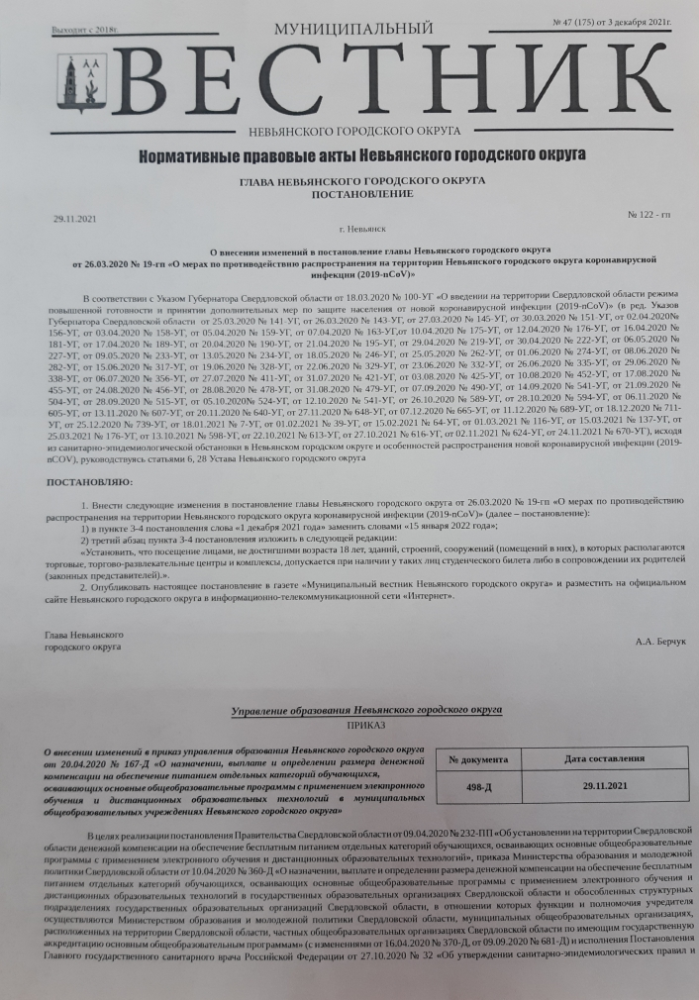 Выходит с 2018г.
МУНИЦИПАЛЬНЫЙ
№ 47 (175) от 3 декабря 2021г.
ВЕСТНИК
НЕВЬЯНСКОГО ГОРОДСКОГО ОКРУГА
Нормативные правовые акты Невьянского городского округа
ГЛАВА НЕВЬЯНСКОГО ГОРОДСКОГО ОКРУГА
ПОСТАНОВЛЕНИЕ
29.11.2021
№ 122 - гп
г. Невьянск
О внесении изменений в постановление главы Невьянского городского округа
от 26.03.2020 № 19-гп «О мерах по противодействию распространения на территории Невьянского городского округа коронавирусной
инфекции (2019-nCoV)»
В соответствии с Указом Губернатора Свердловской области от 18.03.2020 № 100-УГ «О введении на территории Свердловской области режима
повышенной готовности и принятии дополнительных мер по защите населения от новой коронавирусной инфекции (2019-nCoV)» (в ред. Указов
Губернатора Свердловской области от 25.03.2020 № 141-УГ, от 26.03.2020 № 143-УГ, от 27.03.2020 № 145-УГ, от 30.03.2020 № 151-УГ, от 02.04.2020№
156-УГ, от 03.04.2020 № 158-УГ, от 05.04.2020 № 159-УГ, от 07.04.2020 № 163-УГ,от 10.04.2020 № 175-УГ, от 12.04.2020 № 176-УГ, от 16.04.2020 №
181-УГ, от 17.04.2020 № 189-УГ, от 20.04.2020 № 190-УГ, от 21.04.2020 № 195-УГ, от 29.04.2020 № 219-УГ, от 30.04.2020 № 222-УГ, от 06.05.2020 №
227-УГ, от 09.05.2020 № 233-УГ, от 13.05.2020 № 234-УГ, от 18.05.2020 № 246-УГ, от 25.05.2020 № 262-УГ, от 01.06.2020 № 274-УГ, от 08.06.2020 №
282-УГ, от 15.06.2020 № 317-УГ, от 19.06.2020 № 328-УГ, от 22.06.2020 № 329-УГ, от 23.06.2020 № 332-УГ, от 26.06.2020 № 335-УГ, от 29.06.2020 №
338-УГ, от 06.07.2020 № 356-УГ, от 27.07.2020 № 411-УГ, от 31.07.2020 № 421-УГ, от 03.08.2020 № 425-УГ, от 10.08.2020 № 452-УГ, от 17.08.2020 №
455-УГ, от 24.08.2020 № 456-УГ, от 28.08.2020 № 478-УГ, от 31.08.2020 № 479-УГ, от 07.09.2020 № 490-УГ, от 14.09.2020 № 541-УГ, от 21.09.2020 №
504-УГ, от 28.09.2020 № 515-УГ, от 05.10.2020№ 524-УГ, от 12.10.2020 № 541-УГ, от 26.10.2020 № 589-УГ, от 28.10.2020 № 594-УГ, от 06.11.2020 №
605-УГ, от 13.11.2020 № 607-УГ, от 20.11.2020 № 640-УГ, от 27.11.2020 № 648-УГ, от 07.12.2020 № 665-УГ, от 11.12.2020 № 689-УГ, от 18.12.2020 № 711-
УГ, от 25.12.2020 № 739-УГ, от 18.01.2021 № 7-УГ, от 01.02.2021 № 39-УГ, от 15.02.2021 № 64-УГ, от 01.03.2021 № 116-УГ, от 15.03.2021 № 137-УГ, от
25.03.2021 № 176-УГ, от 13.10.2021 № 598-УГ, от 22.10.2021 № 613-УГ, от 27.10.2021 № 616-УГ, от 02.11.2021 № 624-УГ, от 24.11.2021 № 670-УГ), исходя
из санитарно-эпидемиологической обстановки в Невьянском городском округе и особенностей распространения новой коронавирусной инфекции (2019-
nCOV), руководствуясь статьями 6, 28 Устава Невьянского городского округа
ПОСТАНОВЛЯЮ:
1. Внести следующие изменения в постановление главы Невьянского городского округа от 26.03.2020 № 19-гп «О мерах по противодействию
распространения на территории Невьянского городского округа коронавирусной инфекции (2019-nCoV)» (далее – постановление):
1) в пункте 3-4 постановления слова «1 декабря 2021 года» заменить словами «15 января 2022 года»;
2) третий абзац пункта 3-4 постановления изложить в следующей редакции:
«Установить, что посещение лицами, не достигшими возраста 18 лет, зданий, строений, сооружений (помещений в них), в которых располагаются
торговые, торгово-развлекательные центры и комплексы, допускается при наличии у таких лиц студенческого билета либо в сопровождении их родителей
(законных представителей).».
2. Опубликовать настоящее постановление в газете «Муниципальный вестник Невьянского городского округа» и разместить на официальном
сайте Невьянского городского округа в информационно-телекоммуникационной сети «Интернет».
Глава Невьянского
городского округа
А.А. Берчук
Управление образования Невьянского городского округа
ПРИКАЗ
О внесении изменений в приказ управления образования Невьянского городского округа
от 20.04.2020 № 167-Д «О назначении, выплате и определении размера денежной
компенсации на обеспечение питанием отдельных категорий обучающихся,
осваивающих основные общеобразовательные программы с применением электронного
обучения и дистанционных образовательных технологий в муниципальных
общеобразовательных учреждениях Невьянского городского округа»
№ документа
Дата составления
498-Д
29.11.2021
В целях реализации постановления Правительства Свердловской области от 09.04.2020 № 232-ПП «Об установлении на территории Свердловской
области денежной компенсации на обеспечение бесплатным питанием отдельных категорий обучающихся, осваивающих основные общеобразовательные
программы с применением электронного обучения и дистанционных образовательных технологий», приказа Министерства образования и молодежной
политики Свердловской области от 10.04.2020 № 360-Д «О назначении, выплате и определении размера денежной компенсации на обеспечение бесплатным
питанием отдельных категорий обучающихся, осваивающих основные общеобразовательные программы с применением электронного обучения и
дистанционных образовательных технологий в государственных образовательных организациях Свердловской области и обособленных структурных
подразделениях государственных образовательных организаций Свердловской области, в отношении которых функции и полномочия учредителя
осуществляются Министерством образования и молодежной политики Свердловской области, муниципальных общеобразовательных организациях,
расположенных на территории Свердловской области, частных общеобразовательных организациях Свердловской области по имеющим государственную
аккредитацию основным общеобразовательным программам» (с изменениями от 16.04.2020 № 370-Д, от 09.09.2020 № 681-Д) и исполнения Постановления
Главного государственного санитарного врача Российской Федерации от 27.10.2020 № 32 «Об утверждении санитарно-эпидемиологических правил и